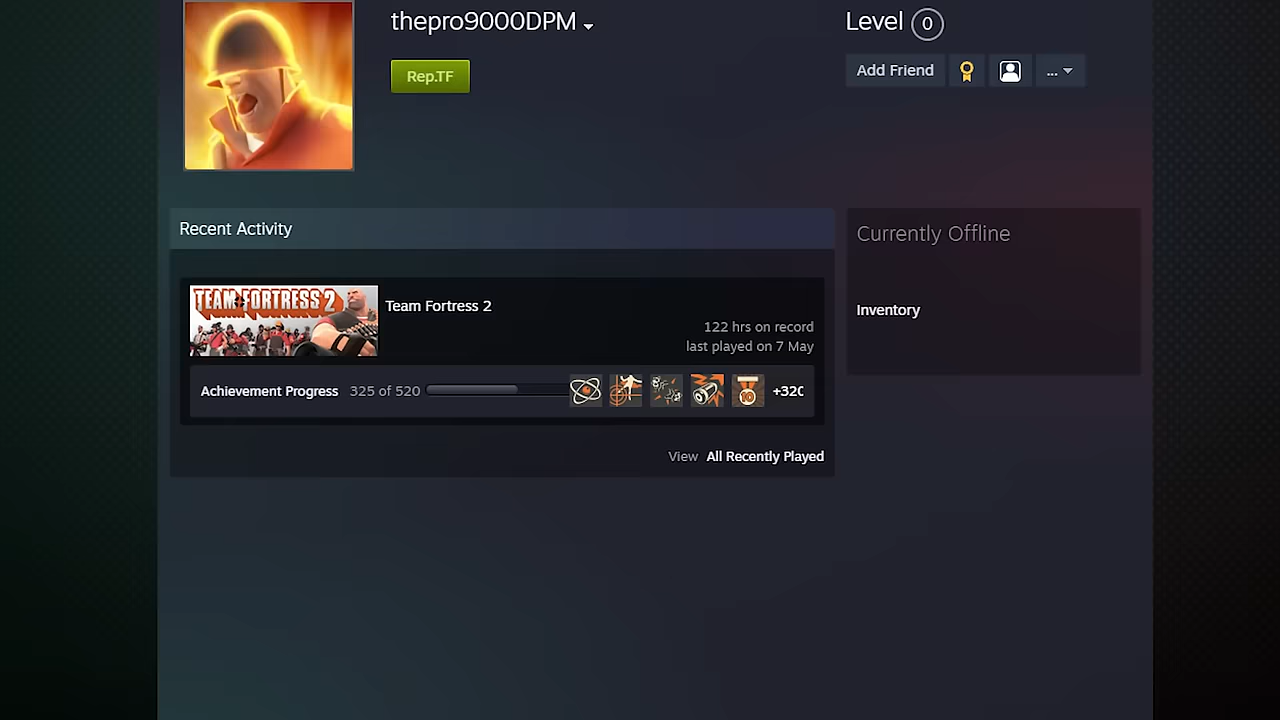 thepro9000DPM
Level 0
Rep.TF
Add Friend
...
Recent Activity
Currently Offline
TEAM FORTRESS 2
Team Fortress 2
Inventory
122 hrs on record
last played on 7 May
Achievement Progress 325 of 520
10
+320
View All Recently Played